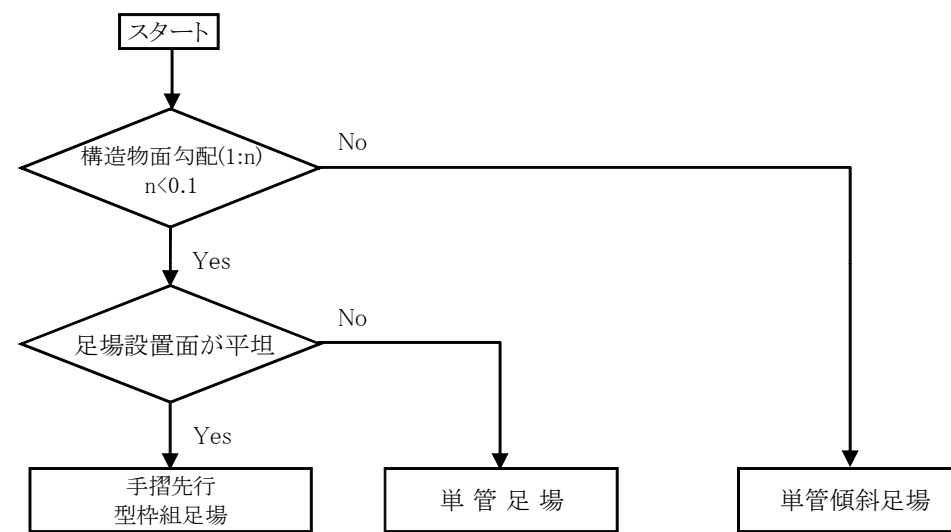 スタート
構造物面勾配(1:n)
n<0.1
No
Yes
足場設置面が平坦
No
Yes
手摺先行
型枠組足場
単 管 足 場
単管傾斜足場